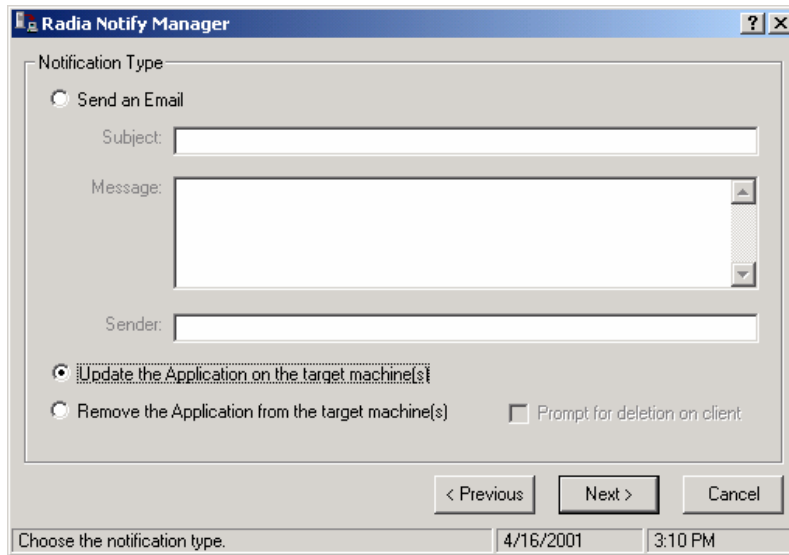 Radia Notify Manager
Notification Type
Send an Email
Subject:
Message:
Sender:
Update the Application on the target machine(s)
Remove the Application from the target machine(s) Prompt for deletion on client
< Previous Next > Cancel
Choose the notification type. 4/16/2001 3:10 PM